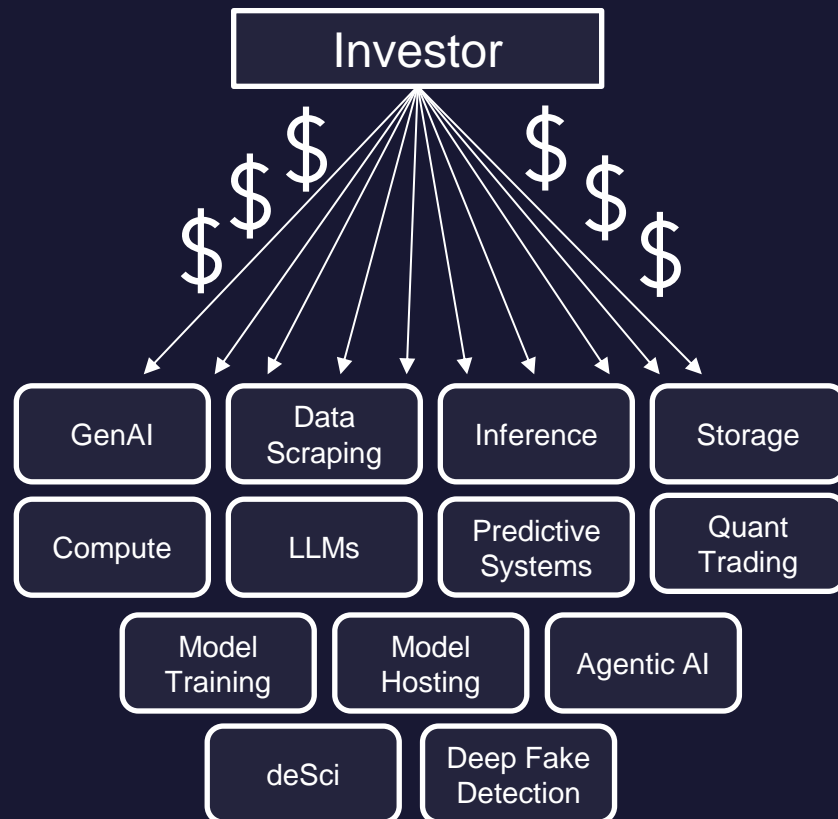 Investor
$ $ $ $ $ $
GenAI
Data
Scraping
Inference
Storage
Compute
LLMs
Predictive
Systems
Quant
Trading
Model
Training
Model
Hosting
Agentic AI
deSci
Deep Fake
Detection